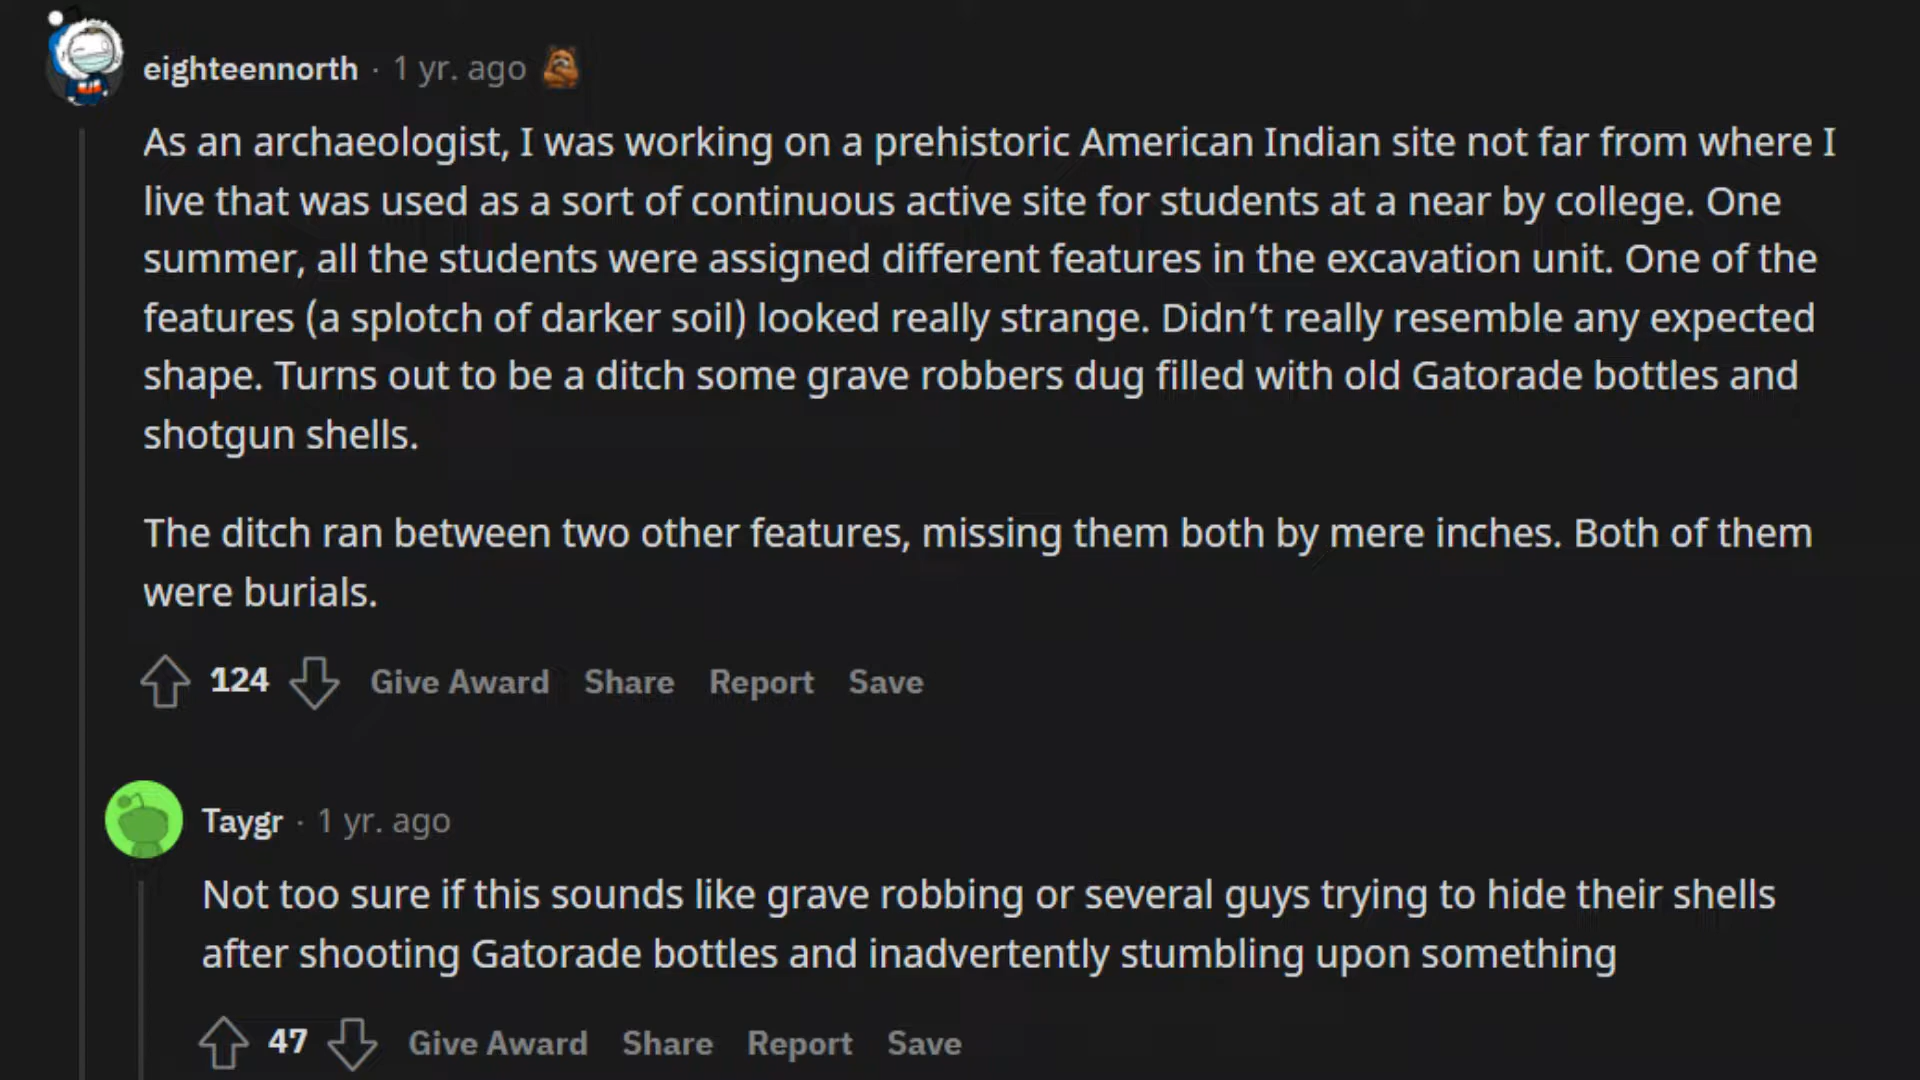 eighteennorth · 1 yr. ago
As an archaeologist, I was working on a prehistoric American Indian site not far from where I
live that was used as a sort of continuous active site for students at a near by college. One
summer, all the students were assigned different features in the excavation unit. One of the
features (a splotch of darker soil) looked really strange. Didn’t really resemble any expected
shape. Turns out to be a ditch some grave robbers dug filled with old Gatorade bottles and
shotgun shells.
The ditch ran between two other features, missing them both by mere inches. Both of them
were burials.
124 Give Award Share Report Save
Taygr · 1 yr. ago
Not too sure if this sounds like grave robbing or several guys trying to hide their shells
after shooting Gatorade bottles and inadvertently stumbling upon something
47 Give Award Share Report Save